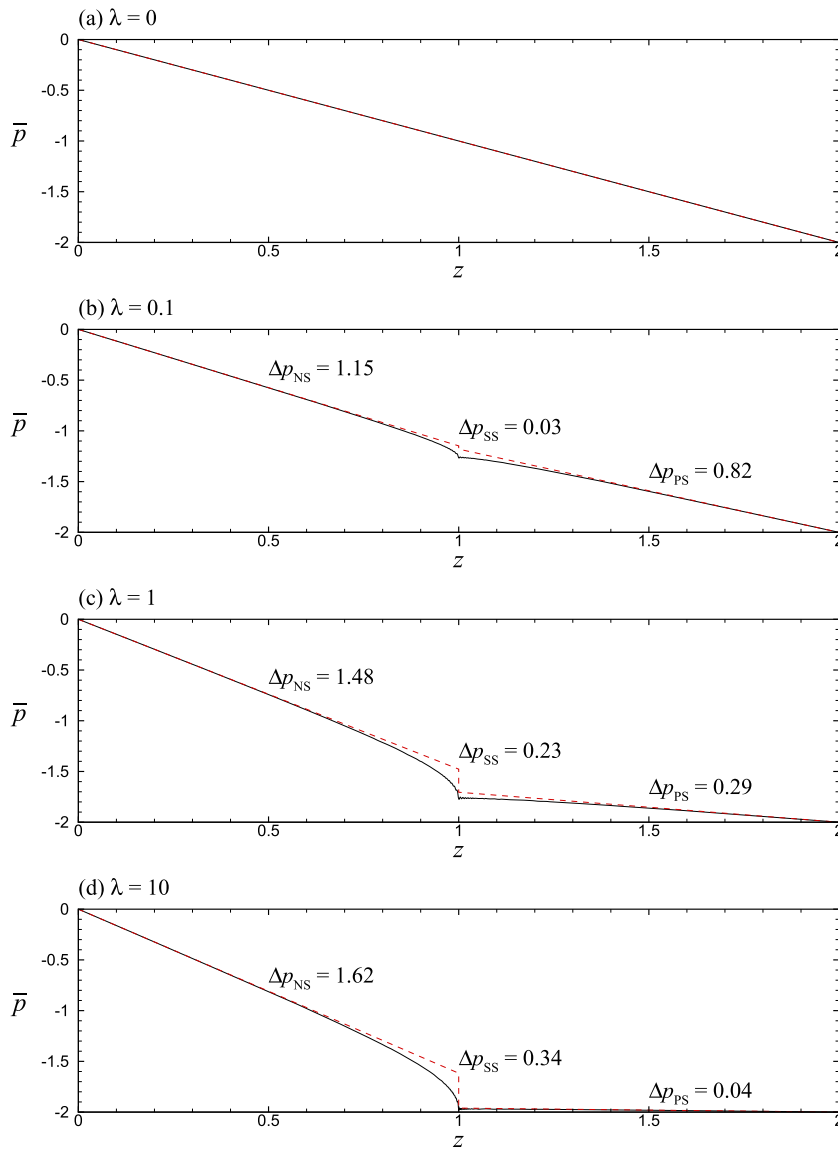 (a) λ = 0
0
-0.5
p̅
-1
-1.5
-2
0 0.5 1 1.5 2
z
(b) λ = 0.1
0
Δp_NS = 1.15
-0.5
p̅
-1
Δp_SS = 0.03
Δp_PS = 0.82
-1.5
-2
0 0.5 1 1.5 2
z
(c) λ = 1
0
-0.5
Δp_NS = 1.48
p̅
-1
Δp_SS = 0.23
-1.5
Δp_PS = 0.29
-2
0 0.5 1 1.5 2
z
(d) λ = 10
0
-0.5
Δp_NS = 1.62
p̅
-1
Δp_SS = 0.34
-1.5
Δp_PS = 0.04
-2
0 0.5 1 1.5 2
z